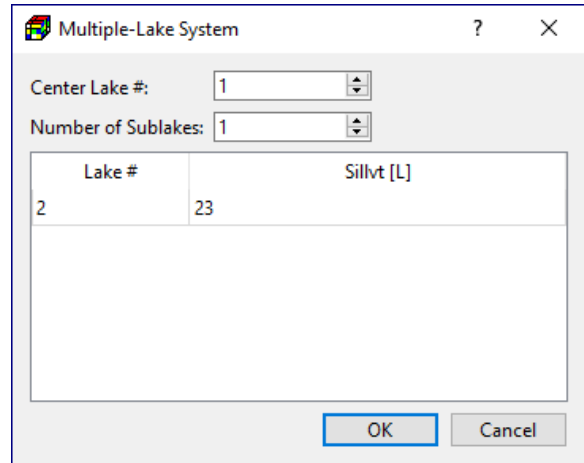 Multiple-Lake System ? ×
Center Lake #: 1
Number of Sublakes: 1
Lake # Sillvt [L]
2 23
OK Cancel